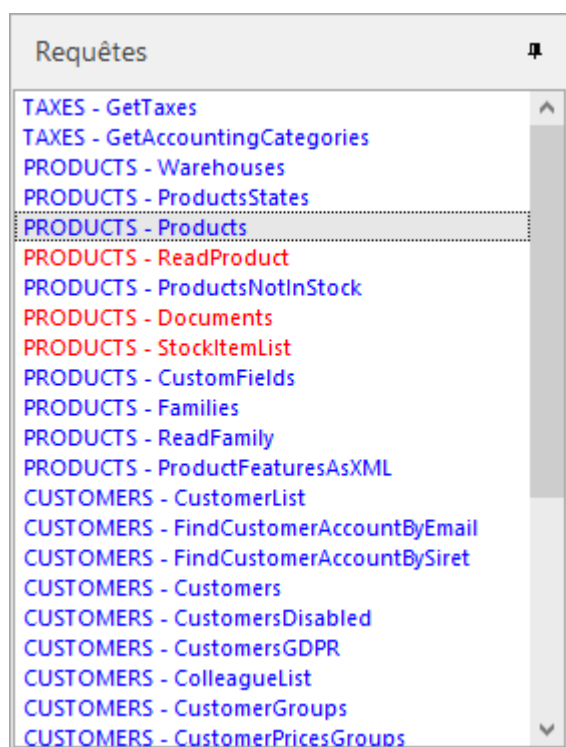 Requêtes
TAXES - GetTaxes
TAXES - GetAccountingCategories
PRODUCTS - Warehouses
PRODUCTS - ProductsStates
PRODUCTS - Products
PRODUCTS - ReadProduct
PRODUCTS - ProductsNotInStock
PRODUCTS - Documents
PRODUCTS - StockItemList
PRODUCTS - CustomFields
PRODUCTS - Families
PRODUCTS - ReadFamily
PRODUCTS - ProductFeaturesAsXML
CUSTOMERS - CustomerList
CUSTOMERS - FindCustomerAccountByEmail
CUSTOMERS - FindCustomerAccountBySiret
CUSTOMERS - Customers
CUSTOMERS - CustomersDisabled
CUSTOMERS - CustomersGDPR
CUSTOMERS - ColleagueList
CUSTOMERS - CustomerGroups
CUSTOMERS - CustomerPricesGroups